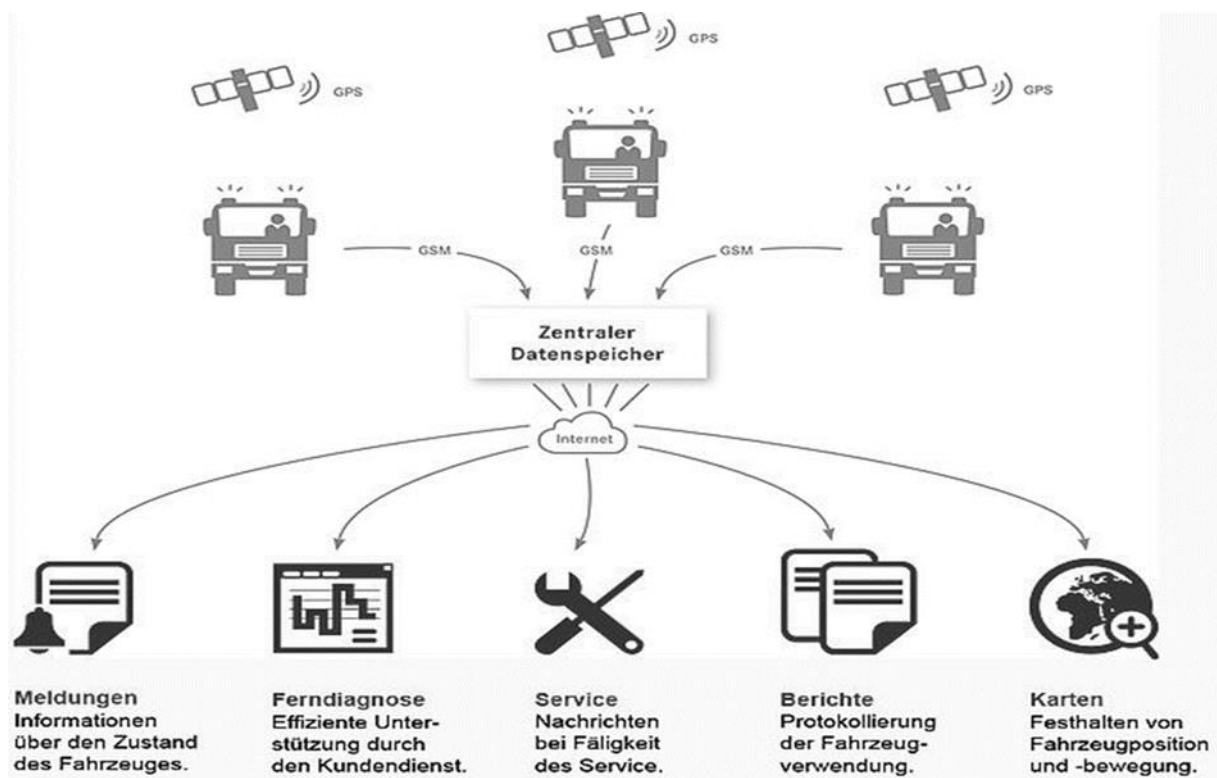 GPS
GPS
GPS
GSM
GSM
GSM
Zentraler
Datenspeicher
Internet
Meldungen
Informationen
über den Zustand
des Fahrzeuges.
Ferndiagnose
Effiziente Unter-
stützung durch
den Kundendienst.
Service
Nachrichten
bei Fäligkeit
des Service.
Berichte
Protokollierung
der Fahrzeug-
verwendung.
Karten
Festhalten von
Fahrzeugposition
und -bewegung.